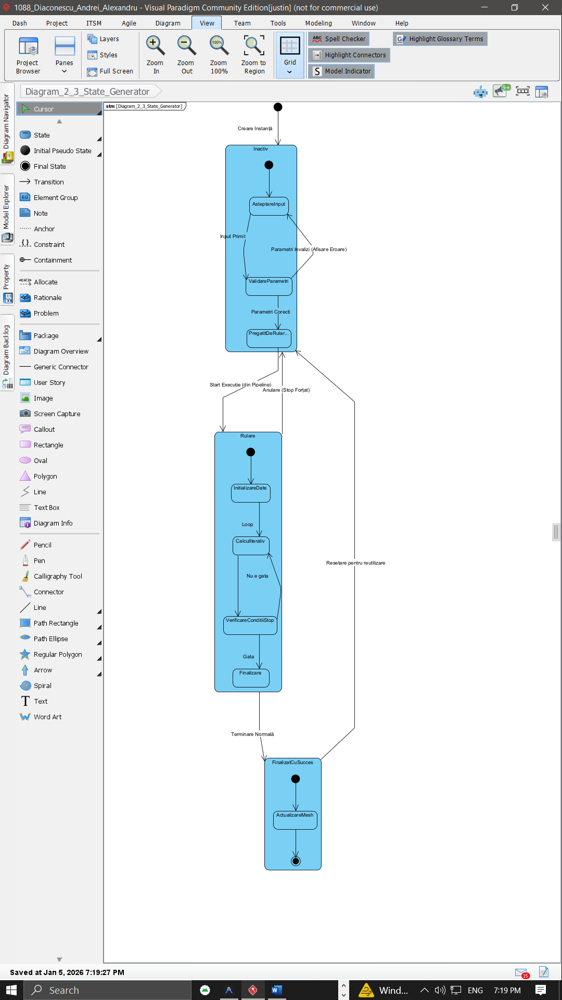 1088_Diaconescu_Andrei_Alexandru - Visual Paradigm Community Edition[justin] (not for commercial use)
Dash Project ITSM Agile Diagram View Team Tools Modeling Window Help
Project Browser
Panes
Layers
Styles
Full Screen
Zoom In
Zoom Out
100%
Zoom 100%
Zoom to Region
Grid
ABC Spell Checker
Highlight Connectors
S Model Indicator
G Highlight Glossary Terms
Diagram_2_3_State_Generator
9+
Diagram Navigator
Model Explorer
Property
Diagram Backlog
Cursor
State
Initial Pseudo State
Final State
Transition
EG Element Group
Note
Anchor
{} Constraint
Containment
Allocate
Rationale
Problem
Package
Diagram Overview
Generic Connector
User Story
Image
Screen Capture
Callout
Rectangle
Oval
Polygon
Line
Text Box
Diagram Info
Pencil
Pen
Calligraphy Tool
Connector
Line
Path Rectangle
Path Ellipse
Regular Polygon
Arrow
Spiral
T Text
Word Art
stm [Diagram_2_3_State_Generator]
Creare Instanță
Inactiv
AsteptareInput
Input Primit
Parametri Invalizi (Afișare Eroare)
ValidareParametri
Parametri Corecți
PregatitDeRular...
Start Execuție (din Pipeline)
Anulare (Stop Forțat)
Rulare
InitializareDate
Loop
CalculIterativ
Nu e gata
Resetare pentru reutilizare
VerificareConditiiStop
Gata
Finalizare
Terminare Normală
FinalizatCuSucces
ActualizareMesh
Saved at Jan 5, 2026 7:19:27 PM
15
Search
W
Wind...
ENG
7:19 PM